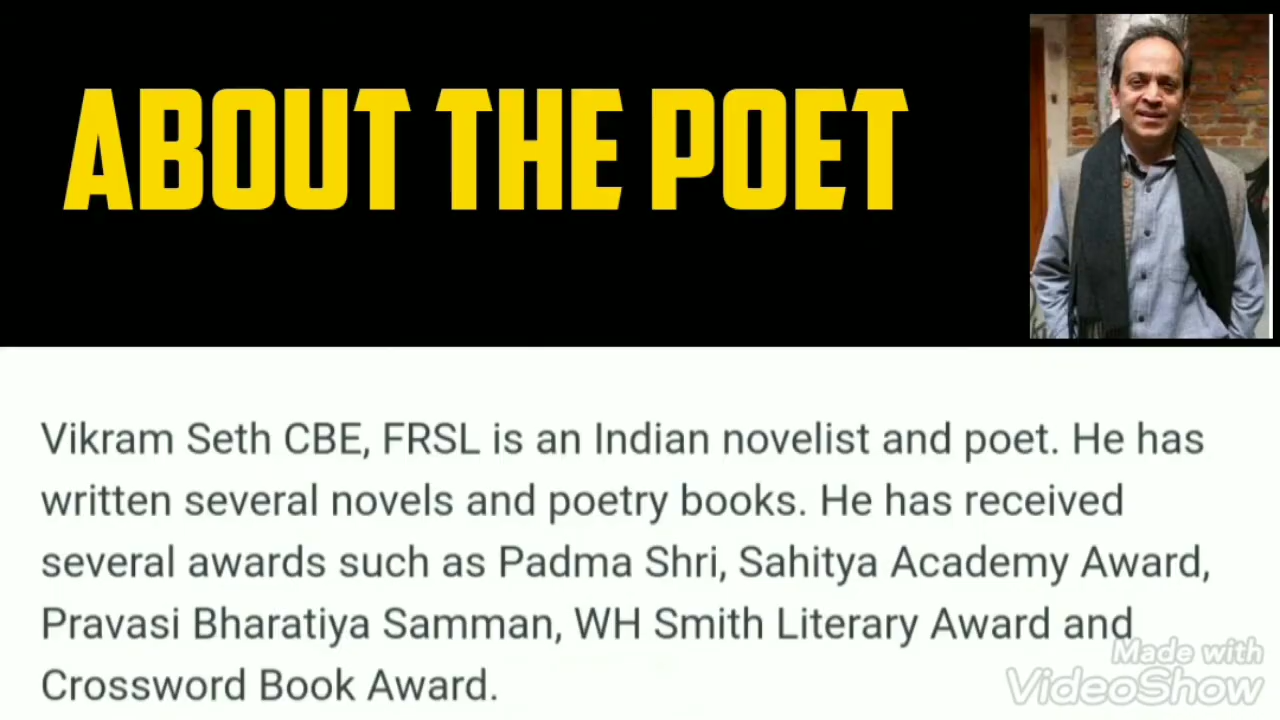 ABOUT THE POET
Vikram Seth CBE, FRSL is an Indian novelist and poet. He has
written several novels and poetry books. He has received
several awards such as Padma Shri, Sahitya Academy Award,
Pravasi Bharatiya Samman, WH Smith Literary Award and
Crossword Book Award.
Made with
VideoShow